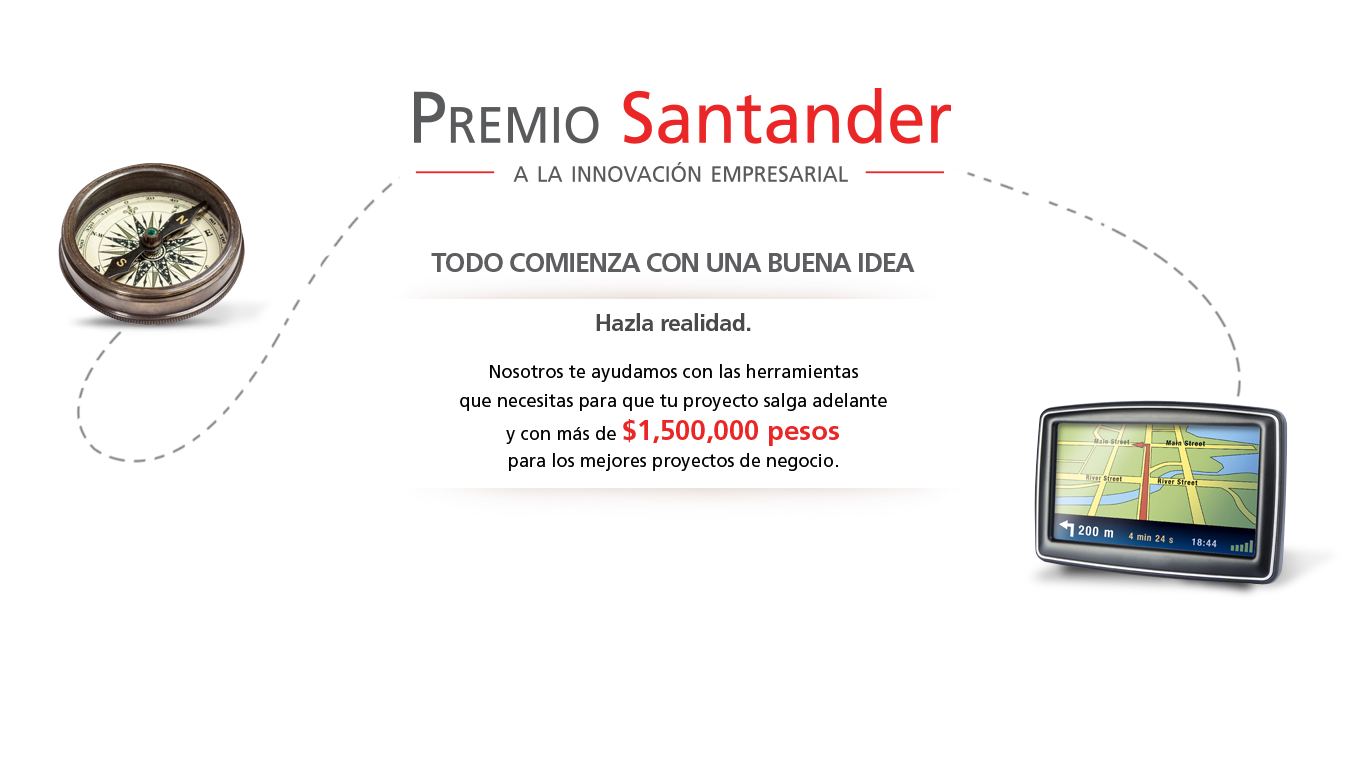 PREMIO Santander
A LA INNOVACIÓN EMPRESARIAL
TODO COMIENZA CON UNA BUENA IDEA
Hazla realidad.
Nosotros te ayudamos con las herramientas
que necesitas para que tu proyecto salga adelante
y con más de $1,500,000 pesos
para los mejores proyectos de negocio.
N
S
Main Street Main Street
River Street River Street
200 m 4 min 24 s 18:44